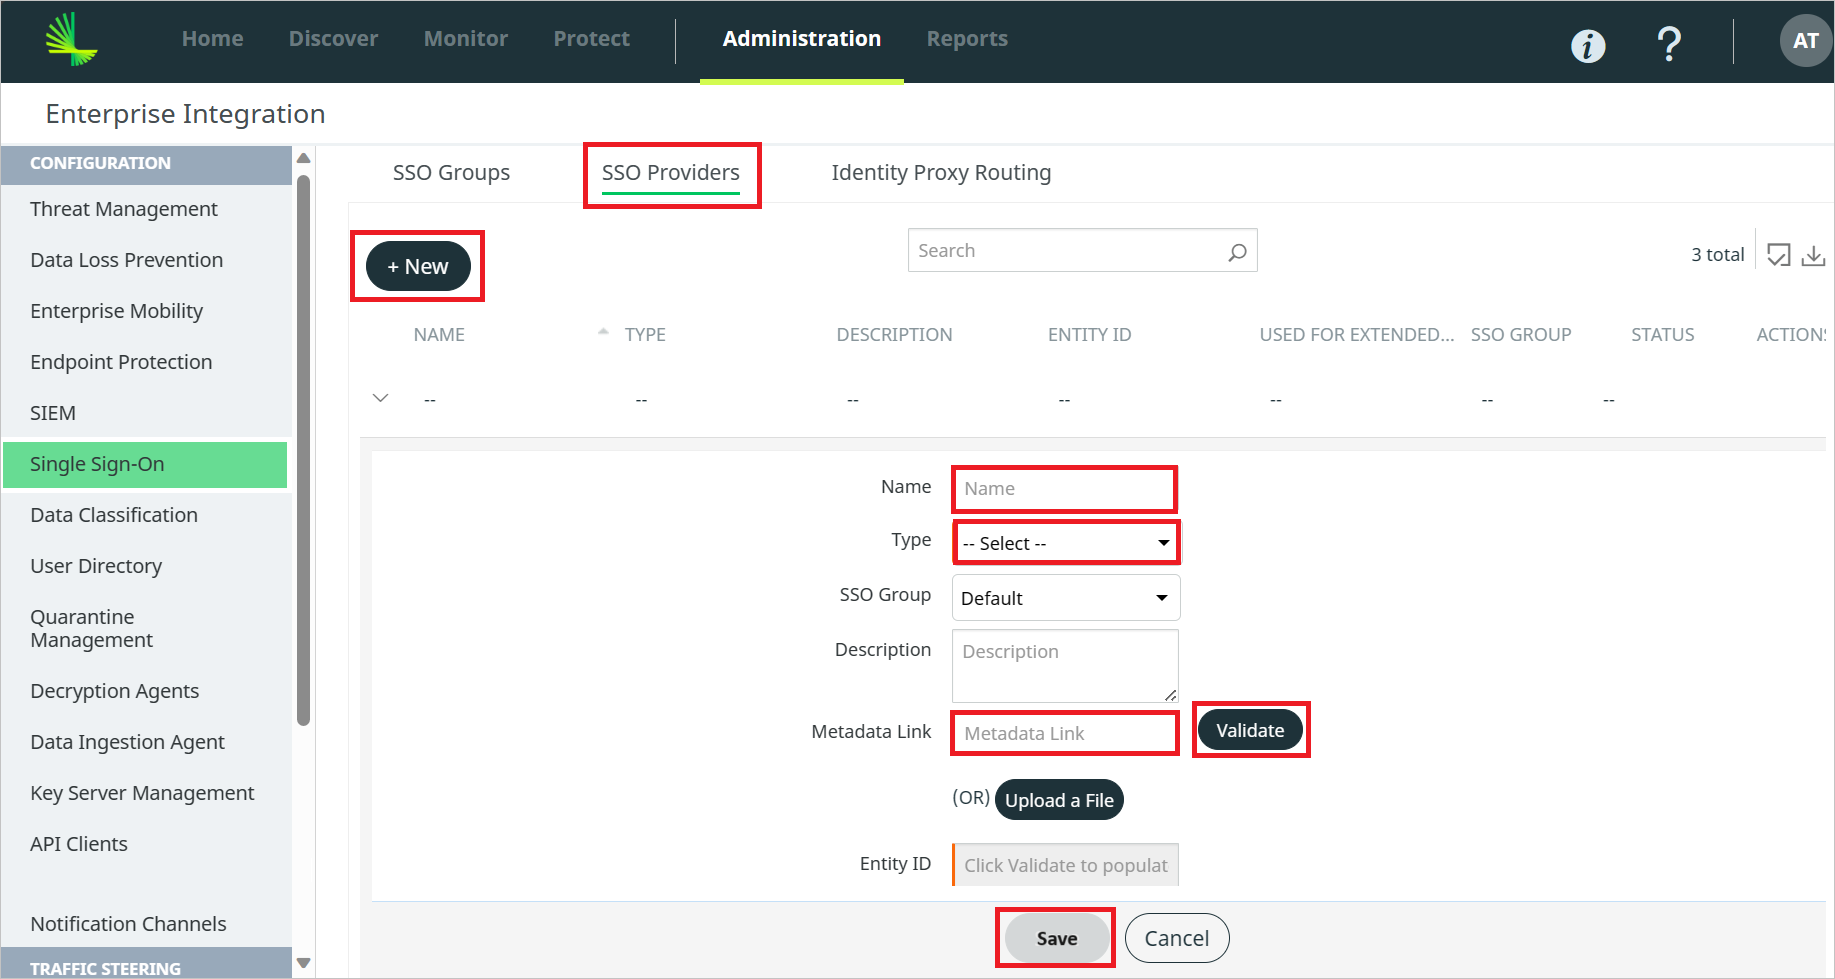 Home
Discover
Monitor
Protect
Administration
Reports
i
?
AT
Enterprise Integration
CONFIGURATION
Threat Management
Data Loss Prevention
Enterprise Mobility
Endpoint Protection
SIEM
Single Sign-On
Data Classification
User Directory
Quarantine
Management
Decryption Agents
Data Ingestion Agent
Key Server Management
API Clients
Notification Channels
TRAFFIC STEERING
SSO Groups
SSO Providers
Identity Proxy Routing
+ New
Search
3 total
NAME
TYPE
DESCRIPTION
ENTITY ID
USED FOR EXTENDED...
SSO GROUP
STATUS
ACTIONS
-- -- -- -- -- -- --
Name
Name
Type
-- Select --
SSO Group
Default
Description
Description
Metadata Link
Metadata Link
Validate
(OR) Upload a File
Entity ID
Click Validate to populat
Save
Cancel